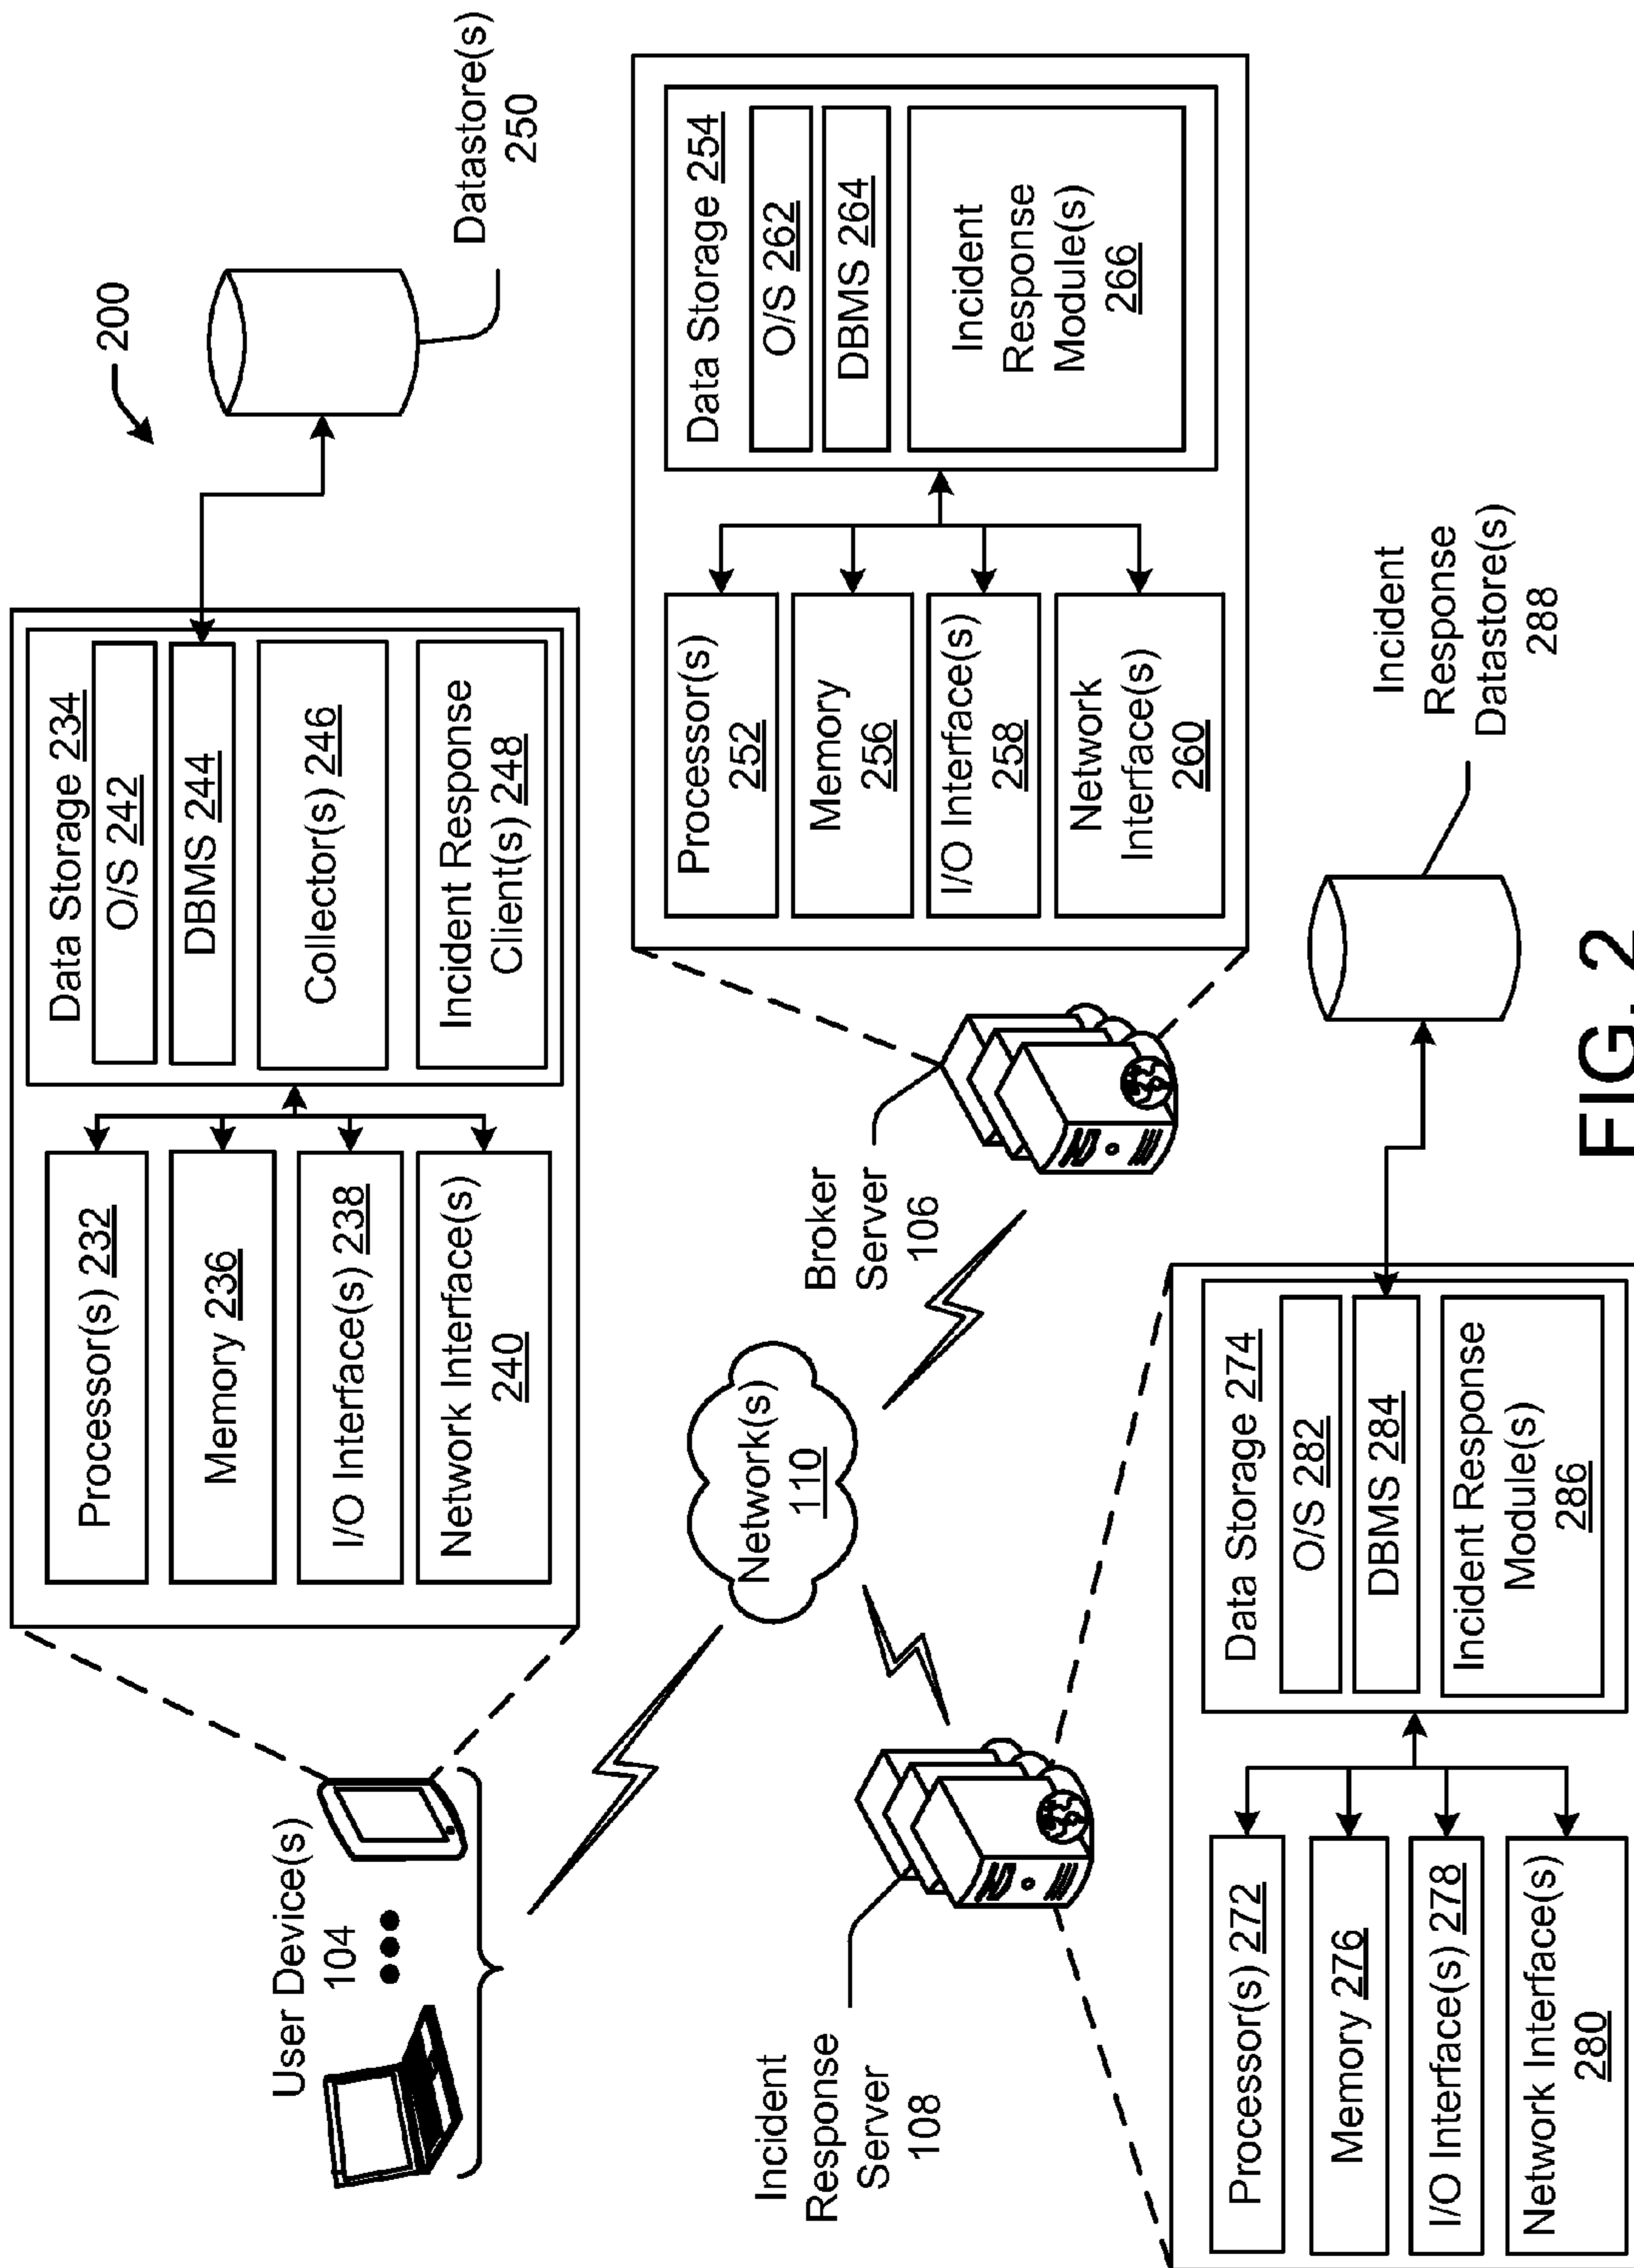 200
User Device(s)
104
Processor(s) 232
Memory 236
I/O Interface(s) 238
Network Interface(s)
240
Data Storage 234
O/S 242
DBMS 244
Collector(s) 246
Incident Response
Client(s) 248
Datastore(s)
250
Network(s)
110
Broker
Server
106
Processor(s)
252
Memory
256
I/O Interface(s)
258
Network
Interface(s)
260
Data Storage 254
O/S 262
DBMS 264
Incident
Response
Module(s)
266
Incident
Response
Server
108
Processor(s) 272
Memory 276
I/O Interface(s) 278
Network Interface(s)
280
Data Storage 274
O/S 282
DBMS 284
Incident Response
Module(s)
286
Incident
Response
Datastore(s)
288
FIG. 2